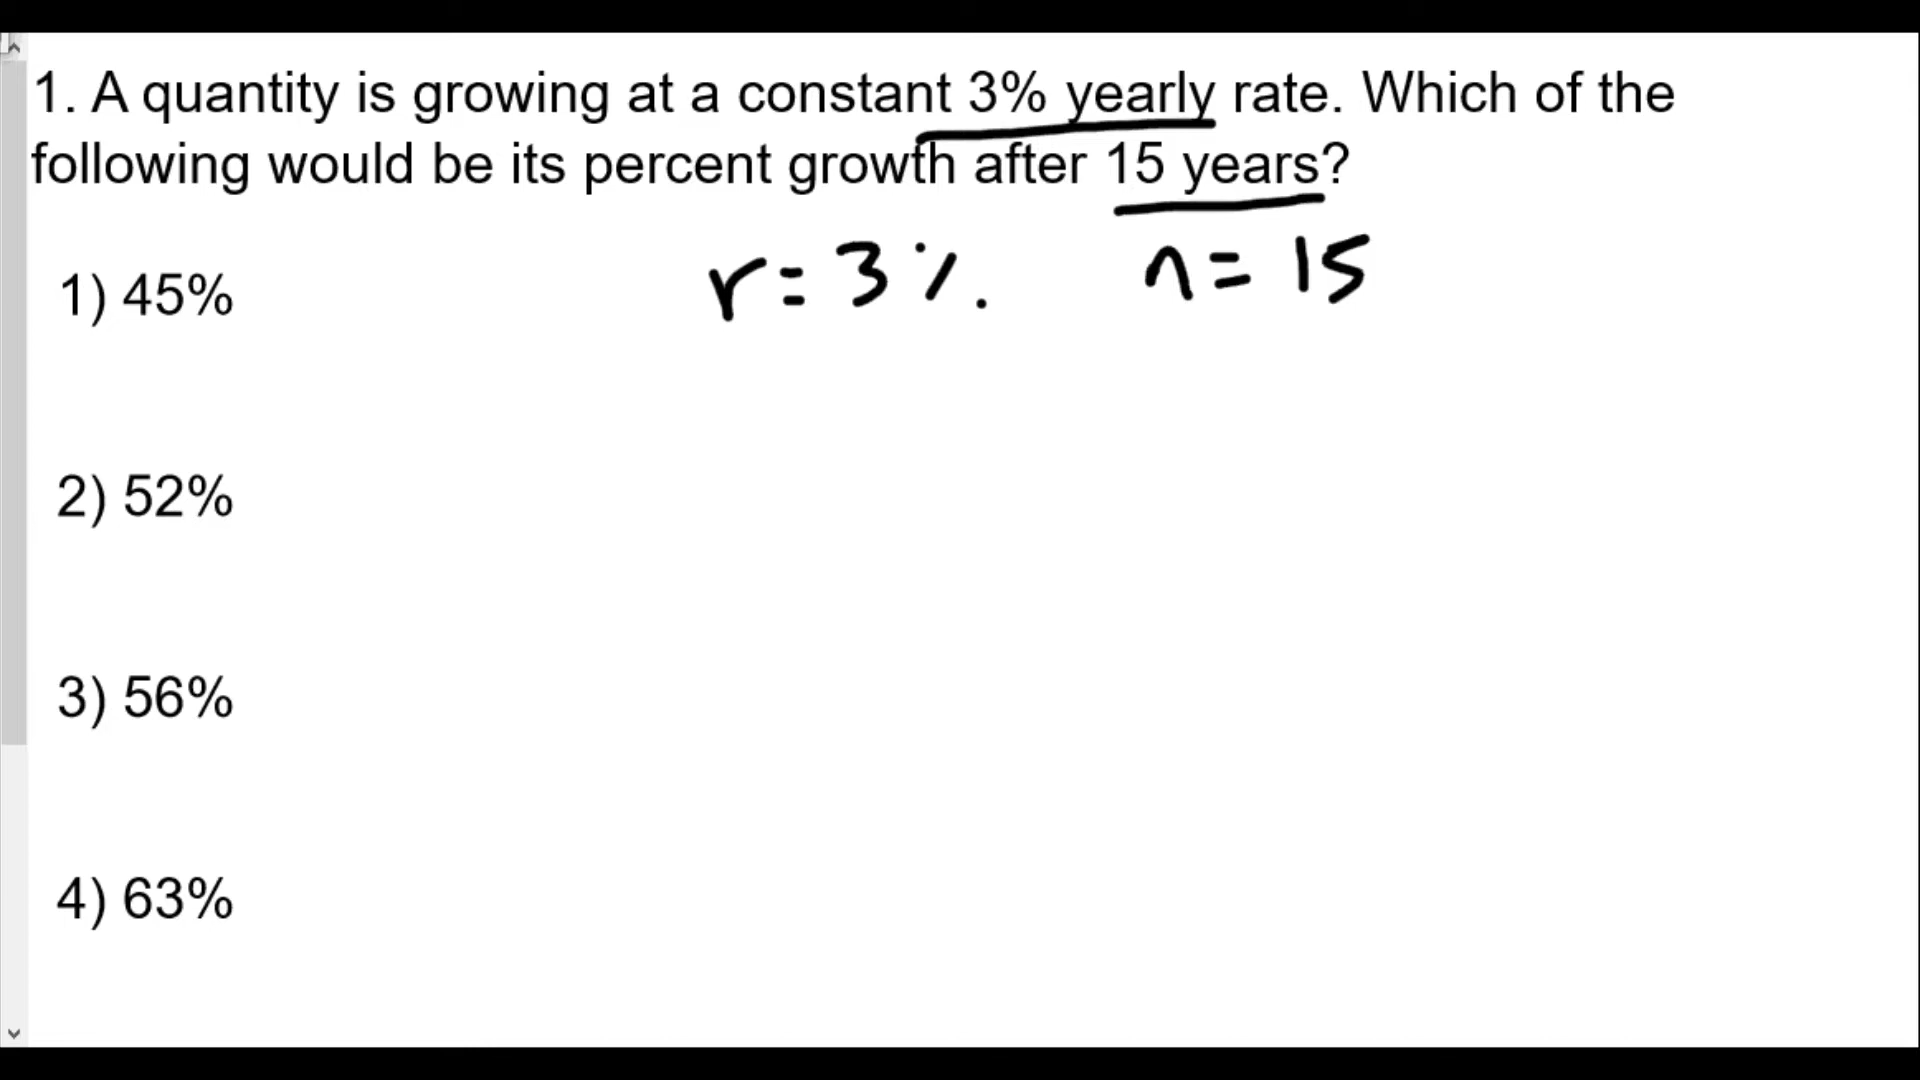 1. A quantity is growing at a constant 3% yearly rate. Which of the
following would be its percent growth after 15 years?
r = 3%. n = 15
1) 45%
2) 52%
3) 56%
4) 63%